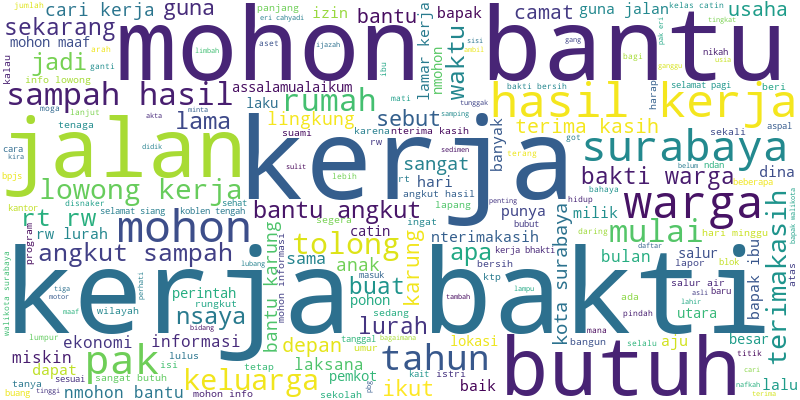 jumlah
cari kerja
guna
panjang
izin
bapak
camat
guna jalan
kelas catin
tingkat
usaha
sekarang
eri cahyadi
bantu
sisi
pak eri
mohon
bantu
mohon maaf
arah
limbah
aset
ijazah
lamar kerja
nmohon
waktu
ambil
gang
bagi
ganggu
nikah
usia
kalau
jadi
ganti
ibu
info lowong
assalamualaikum
bakti bersih
harap
selamat pagi
beri
sampah hasil
laku
rumah
mati
tunggak
hasil kerja
moga
lanjut
akta
minta
lama
lingkung
sebut
samping
terima kasih
tenaga
suami
karena
nterima kasih
banyak
sekali
aspal
jalan
kerja
cara
kira
didik
rw
sedimen
got
terang
surabaya
sulit
sangat
belum
ndan
dina
bpjs
lebih
rt
hari
angkut hasil
bakti warga
beberapa
lowong kerja
disnaker
sehat
penting
hidup
bahaya
warga
kantor
selamat siang
koblen tengah
bantu angkut
lapang
punya
milik
rt rw
mohon
segera
ingat
bubut
daring
terimakasih
bapak walikota
program
rw lurah
catin
nterimakasih
kota surabaya
mulai
hari minggu
angkut sampah
tolong
karung
apa
kerja bhakti
daftar
walikota surabaya
lubang
bantu karung
mohon informasi
sama
bersih
bulan
salur
lapor
blok
bapak ibu
atas
kerja
bakti
perhati
anak
masuk
ktp
salur air
asli
baru
tiga
motor
perintah
rungkut
buat
pohon
tambah
lampu
ada
lahir
maaf
wilayah
nsaya
sedang
pindah
utara
bidang
lurah
mana
lumpur
ekonomi
informasi
tanggal
bagaimana
lokasi
bangun
selalu
aju
besar
miskin
pak
isi
lulus
depan
umur
tahun
butuh
titik
dapat
laksana
kait
istri
cari
tanya
sesuai
sangat butuh
tetap
keluarga
pemkot
pbg
ikut
baik
nafkah
lalu
buang
tinggi
nmohon bantu
mohon info
sekolah
terima